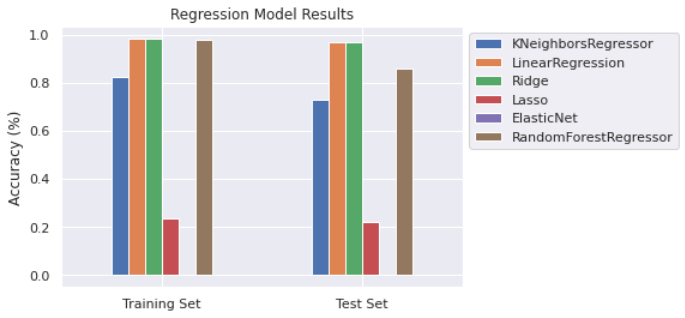 Regression Model Results
Accuracy (%)
1.0
0.8
0.6
0.4
0.2
0.0
Training Set
Test Set
KNeighborsRegressor
LinearRegression
Ridge
Lasso
ElasticNet
RandomForestRegressor